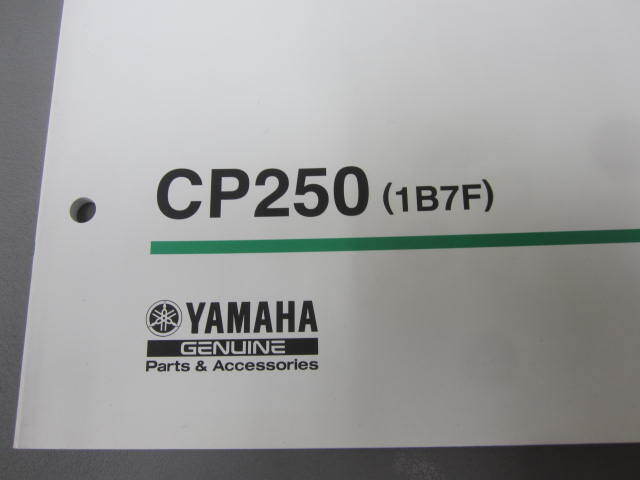 CP250 (1B7F)
YAMAHA
GENUINE
Parts & Accessories